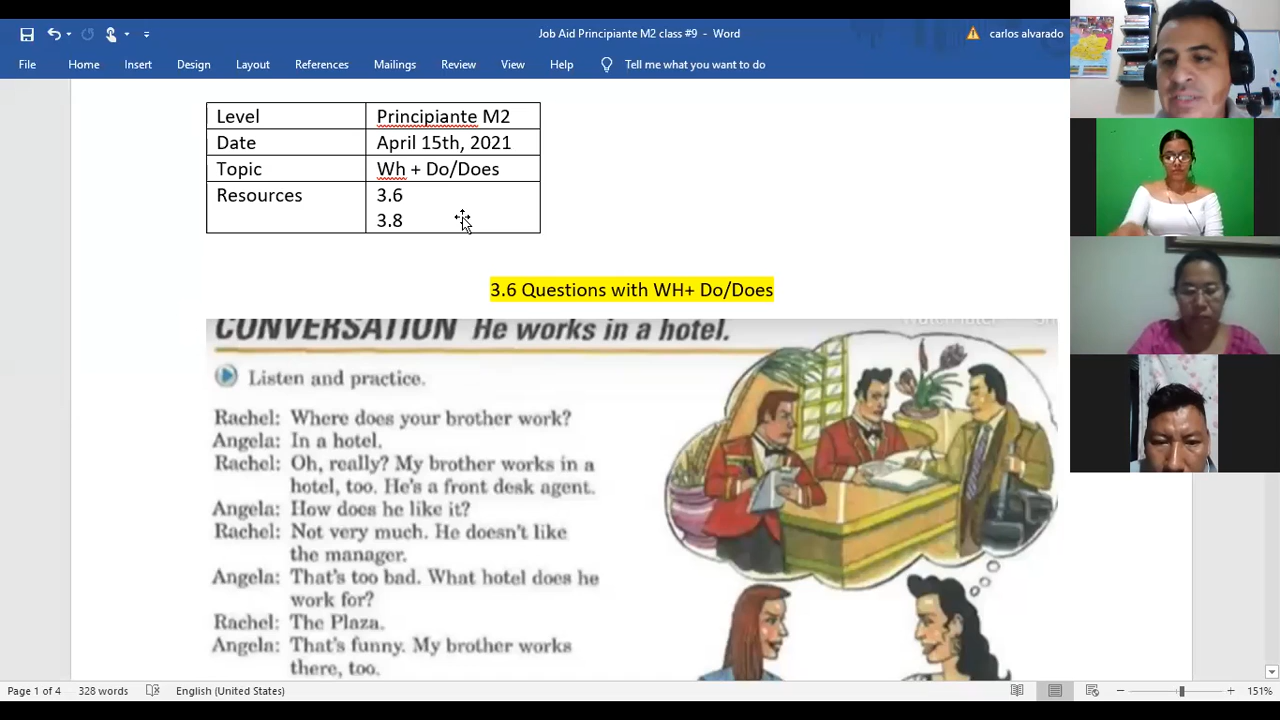 Job Aid Principiante M2 class #9 - Word
carlos alvarado
File Home Insert Design Layout References Mailings Review View Help Tell me what you want to do
Level Principiante M2
Date April 15th, 2021
Topic Wh + Do/Does
Resources 3.6
3.8
3.6 Questions with WH+ Do/Does
CONVERSATION He works in a hotel.
Listen and practice.
Rachel: Where does your brother work?
Angela: In a hotel.
Rachel: Oh, really? My brother works in a
hotel, too. He's a front desk agent.
Angela: How does he like it?
Rachel: Not very much. He doesn't like
the manager.
Angela: That's too bad. What hotel does he
work for?
Rachel: The Plaza.
Angela: That's funny. My brother works
there, too.
Page 1 of 4 328 words English (United States) 151%